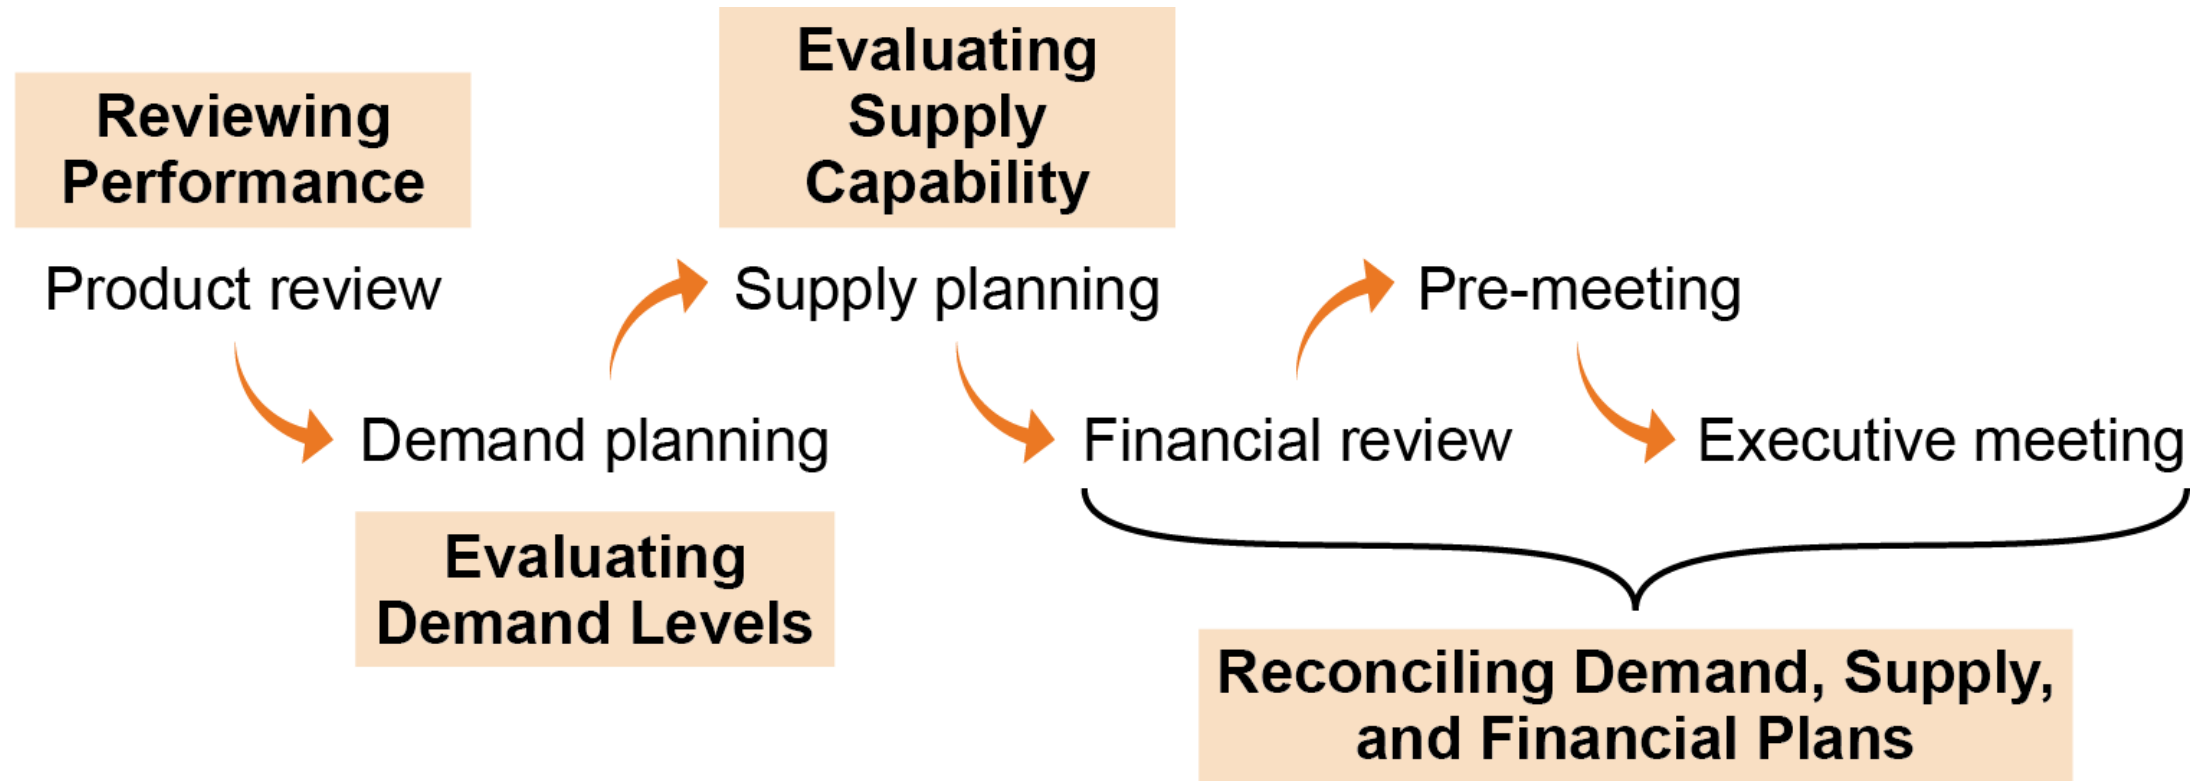 Reviewing
Performance
Product review
Demand planning
Evaluating
Demand Levels
Evaluating
Supply
Capability
Supply planning
Financial review
Pre-meeting
Executive meeting
Reconciling Demand, Supply,
and Financial Plans